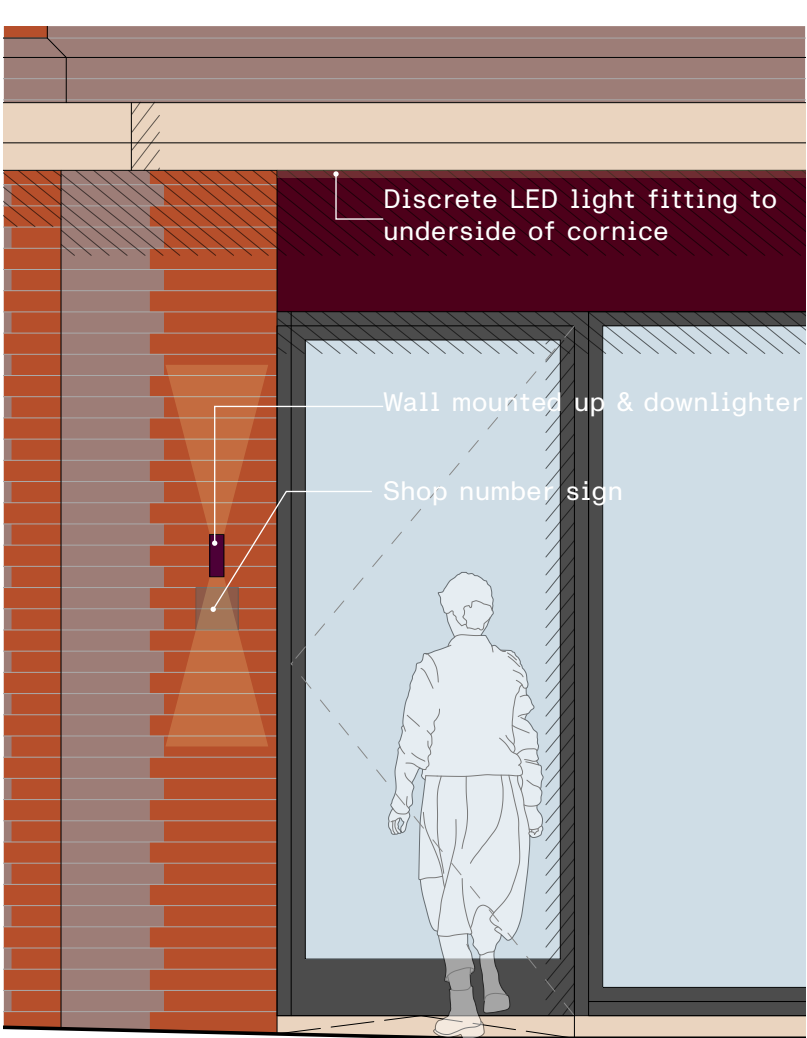 Discrete LED light fitting to
underside of cornice
Wall mounted up & downlighter
Shop number sign